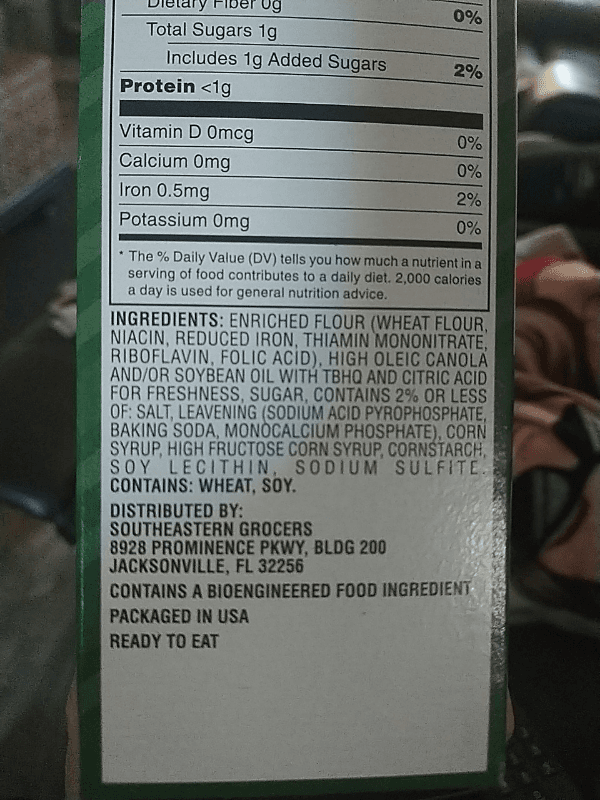 Dietary Fiber 0g 0%
Total Sugars 1g
Includes 1g Added Sugars 2%
Protein <1g
Vitamin D 0mcg 0%
Calcium 0mg 0%
Iron 0.5mg 2%
Potassium 0mg 0%
* The % Daily Value (DV) tells you how much a nutrient in a
serving of food contributes to a daily diet. 2,000 calories
a day is used for general nutrition advice.
INGREDIENTS: ENRICHED FLOUR (WHEAT FLOUR,
NIACIN, REDUCED IRON, THIAMIN MONONITRATE,
RIBOFLAVIN, FOLIC ACID), HIGH OLEIC CANOLA
AND/OR SOYBEAN OIL WITH TBHQ AND CITRIC ACID
FOR FRESHNESS, SUGAR, CONTAINS 2% OR LESS
OF: SALT, LEAVENING (SODIUM ACID PYROPHOSPHATE,
BAKING SODA, MONOCALCIUM PHOSPHATE), CORN
SYRUP, HIGH FRUCTOSE CORN SYRUP, CORNSTARCH,
SOY LECITHIN, SODIUM SULFITE.
CONTAINS: WHEAT, SOY.
DISTRIBUTED BY:
SOUTHEASTERN GROCERS
8928 PROMINENCE PKWY, BLDG 200
JACKSONVILLE, FL 32256
CONTAINS A BIOENGINEERED FOOD INGREDIENT
PACKAGED IN USA
READY TO EAT